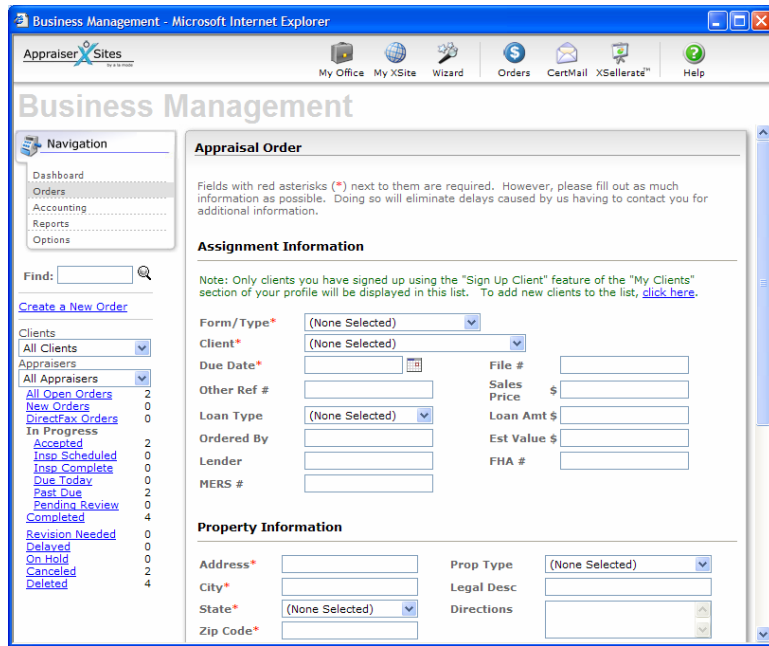 Business Management - Microsoft Internet Explorer
Appraiser X Sites
by a la mode
My Office My XSite Wizard Orders CertMail XSellerate™ Help
Business Management
Navigation
Dashboard
Orders
Accounting
Reports
Options
Find:
Create a New Order
Clients
All Clients
Appraisers
All Appraisers
All Open Orders 2
New Orders 0
DirectFax Orders 0
In Progress
Accepted 2
Insp Scheduled 0
Insp Complete 0
Due Today 0
Past Due 2
Pending Review 0
Completed 4
Revision Needed 0
Delayed 0
On Hold 0
Canceled 2
Deleted 4
Appraisal Order
Fields with red asterisks (*) next to them are required. However, please fill out as much
information as possible. Doing so will eliminate delays caused by us having to contact you for
additional information.
Assignment Information
Note: Only clients you have signed up using the "Sign Up Client" feature of the "My Clients"
section of your profile will be displayed in this list. To add new clients to the list, click here.
Form/Type* (None Selected)
Client* (None Selected)
Due Date* File #
Other Ref # Sales Price $
Loan Type (None Selected) Loan Amt $
Ordered By Est Value $
Lender FHA #
MERS #
Property Information
Address* Prop Type (None Selected)
City* Legal Desc
State* (None Selected) Directions
Zip Code*